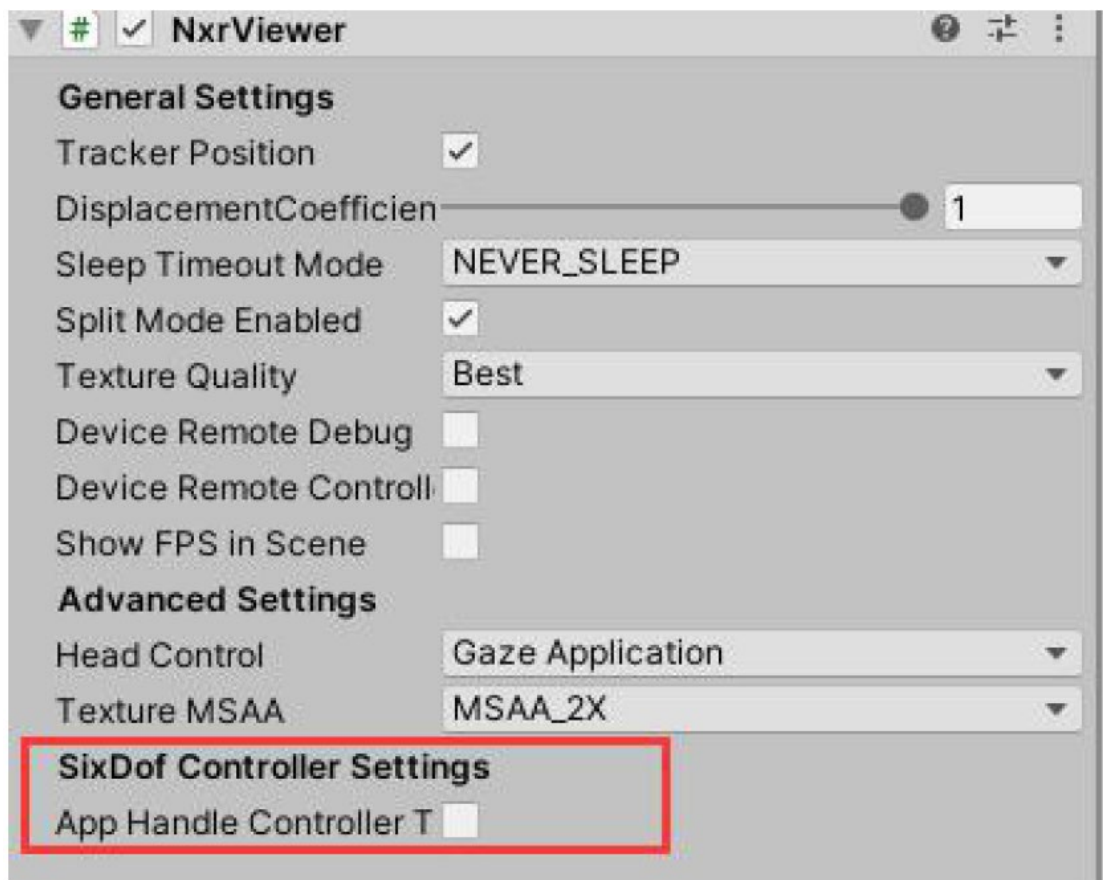 # NxrViewer
General Settings
Tracker Position
DisplacementCoefficien 1
Sleep Timeout Mode NEVER_SLEEP
Split Mode Enabled
Texture Quality Best
Device Remote Debug
Device Remote Controll
Show FPS in Scene
Advanced Settings
Head Control Gaze Application
Texture MSAA MSAA_2X
SixDof Controller Settings
App Handle Controller T